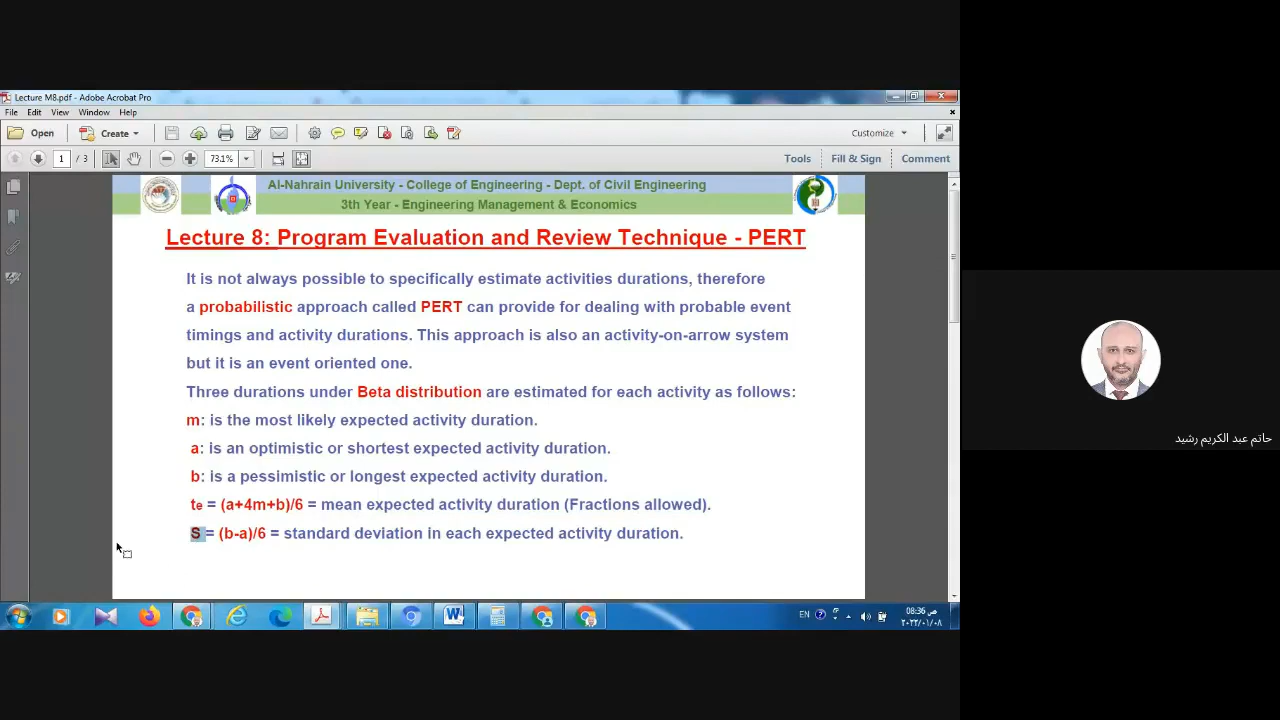 Lecture M8.pdf - Adobe Acrobat Pro
File Edit View Window Help
Open Create Customize
1 / 3 73.1% Tools Fill & Sign Comment
Al-Nahrain University - College of Engineering - Dept. of Civil Engineering
3th Year - Engineering Management & Economics
Lecture 8: Program Evaluation and Review Technique - PERT
It is not always possible to specifically estimate activities durations, therefore
a probabilistic approach called PERT can provide for dealing with probable event
timings and activity durations. This approach is also an activity-on-arrow system
but it is an event oriented one.
Three durations under Beta distribution are estimated for each activity as follows:
m: is the most likely expected activity duration.
a: is an optimistic or shortest expected activity duration.
b: is a pessimistic or longest expected activity duration.
te = (a+4m+b)/6 = mean expected activity duration (Fractions allowed).
S = (b-a)/6 = standard deviation in each expected activity duration.
حاتم عبد الكريم رشيد
EN 08:36 ص
٢٠٢٢/٠١/٠٨